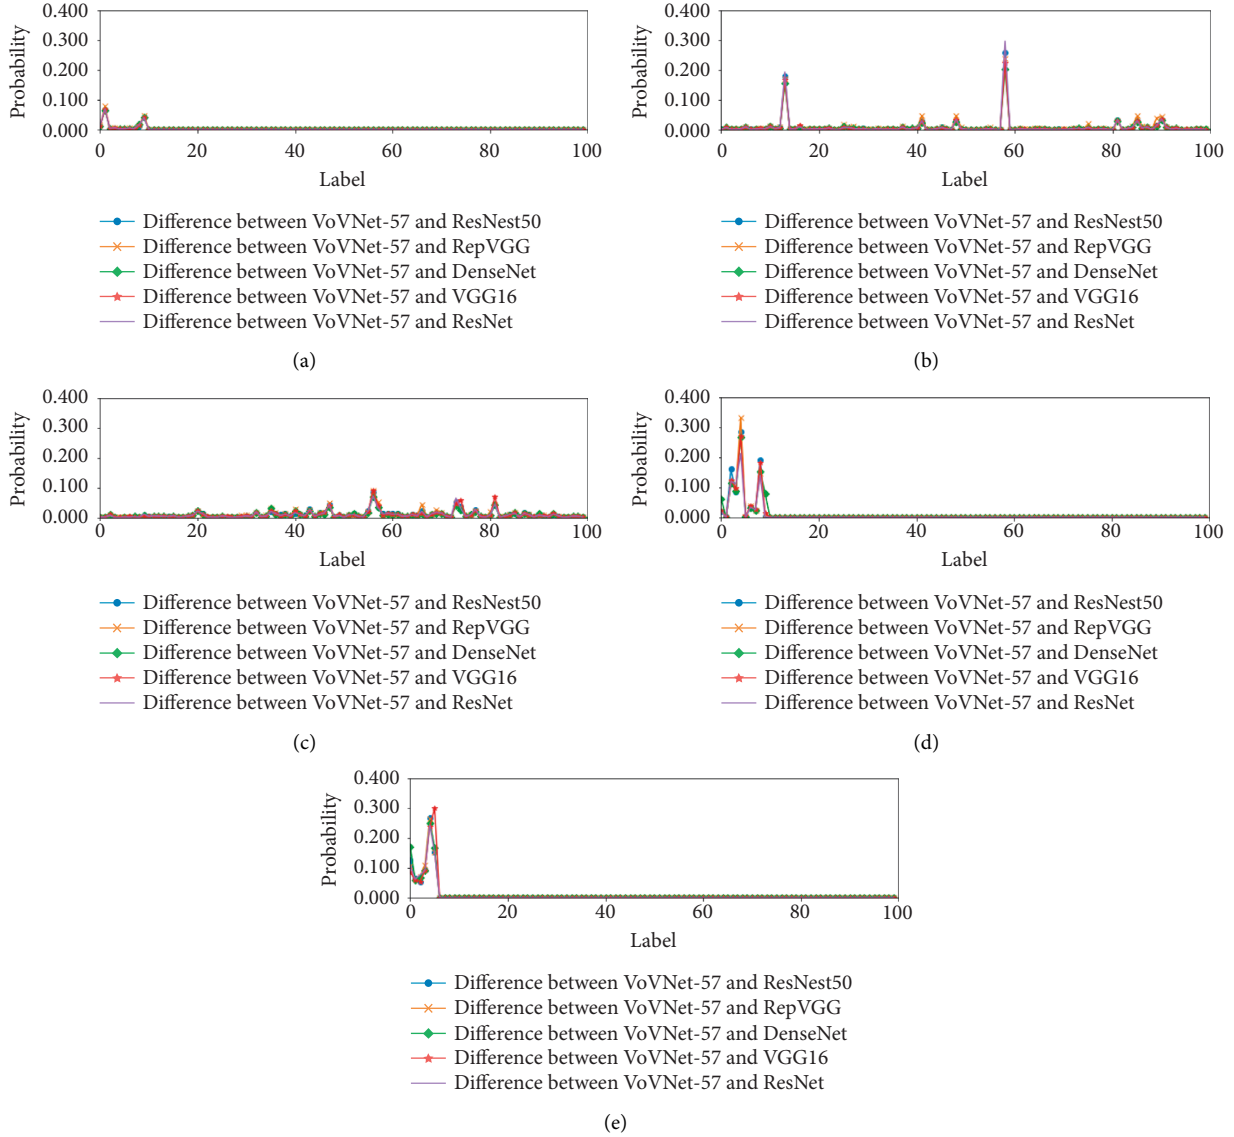 0.400
0.300
0.200
0.100
0.000
Probability
0 20 40 60 80 100
Label
Difference between VoVNet-57 and ResNest50
Difference between VoVNet-57 and RepVGG
Difference between VoVNet-57 and DenseNet
Difference between VoVNet-57 and VGG16
Difference between VoVNet-57 and ResNet
(a)
0.400
0.300
0.200
0.100
0.000
Probability
0 20 40 60 80 100
Label
Difference between VoVNet-57 and ResNest50
Difference between VoVNet-57 and RepVGG
Difference between VoVNet-57 and DenseNet
Difference between VoVNet-57 and VGG16
Difference between VoVNet-57 and ResNet
(b)
0.400
0.300
0.200
0.100
0.000
Probability
0 20 40 60 80 100
Label
Difference between VoVNet-57 and ResNest50
Difference between VoVNet-57 and RepVGG
Difference between VoVNet-57 and DenseNet
Difference between VoVNet-57 and VGG16
Difference between VoVNet-57 and ResNet
(c)
0.400
0.300
0.200
0.100
0.000
Probability
0 20 40 60 80 100
Label
Difference between VoVNet-57 and ResNest50
Difference between VoVNet-57 and RepVGG
Difference between VoVNet-57 and DenseNet
Difference between VoVNet-57 and VGG16
Difference between VoVNet-57 and ResNet
(d)
0.400
0.300
0.200
0.100
0.000
Probability
0 20 40 60 80 100
Label
Difference between VoVNet-57 and ResNest50
Difference between VoVNet-57 and RepVGG
Difference between VoVNet-57 and DenseNet
Difference between VoVNet-57 and VGG16
Difference between VoVNet-57 and ResNet
(e)